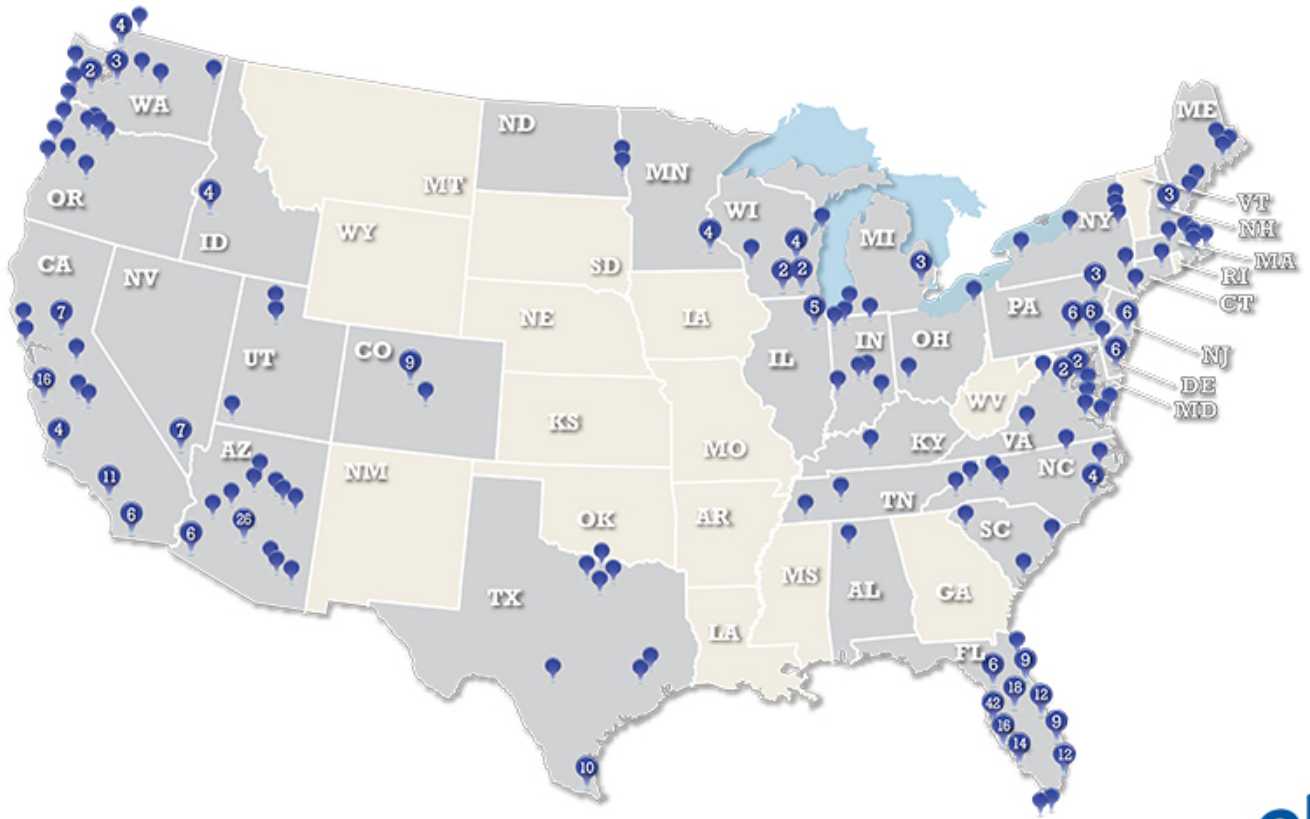 4
3
2
WA
ME
ND
MN
MT
4
OR
ID
WY
WI
4
4
2
2
SD
MI
3
NY
3
VT
NH
MA
RI
CT
CA
NV
7
NE
IA
5
3
PA
6
6
6
NJ
UT
CO
9
IL
IN
OH
6
DE
2
2
MD
16
4
7
KS
MO
WV
KY
VA
AZ
NM
11
6
6
26
OK
AR
TN
NC
4
SC
TX
MS
AL
GA
LA
FL
6
9
18
12
42
16
9
14
12
10